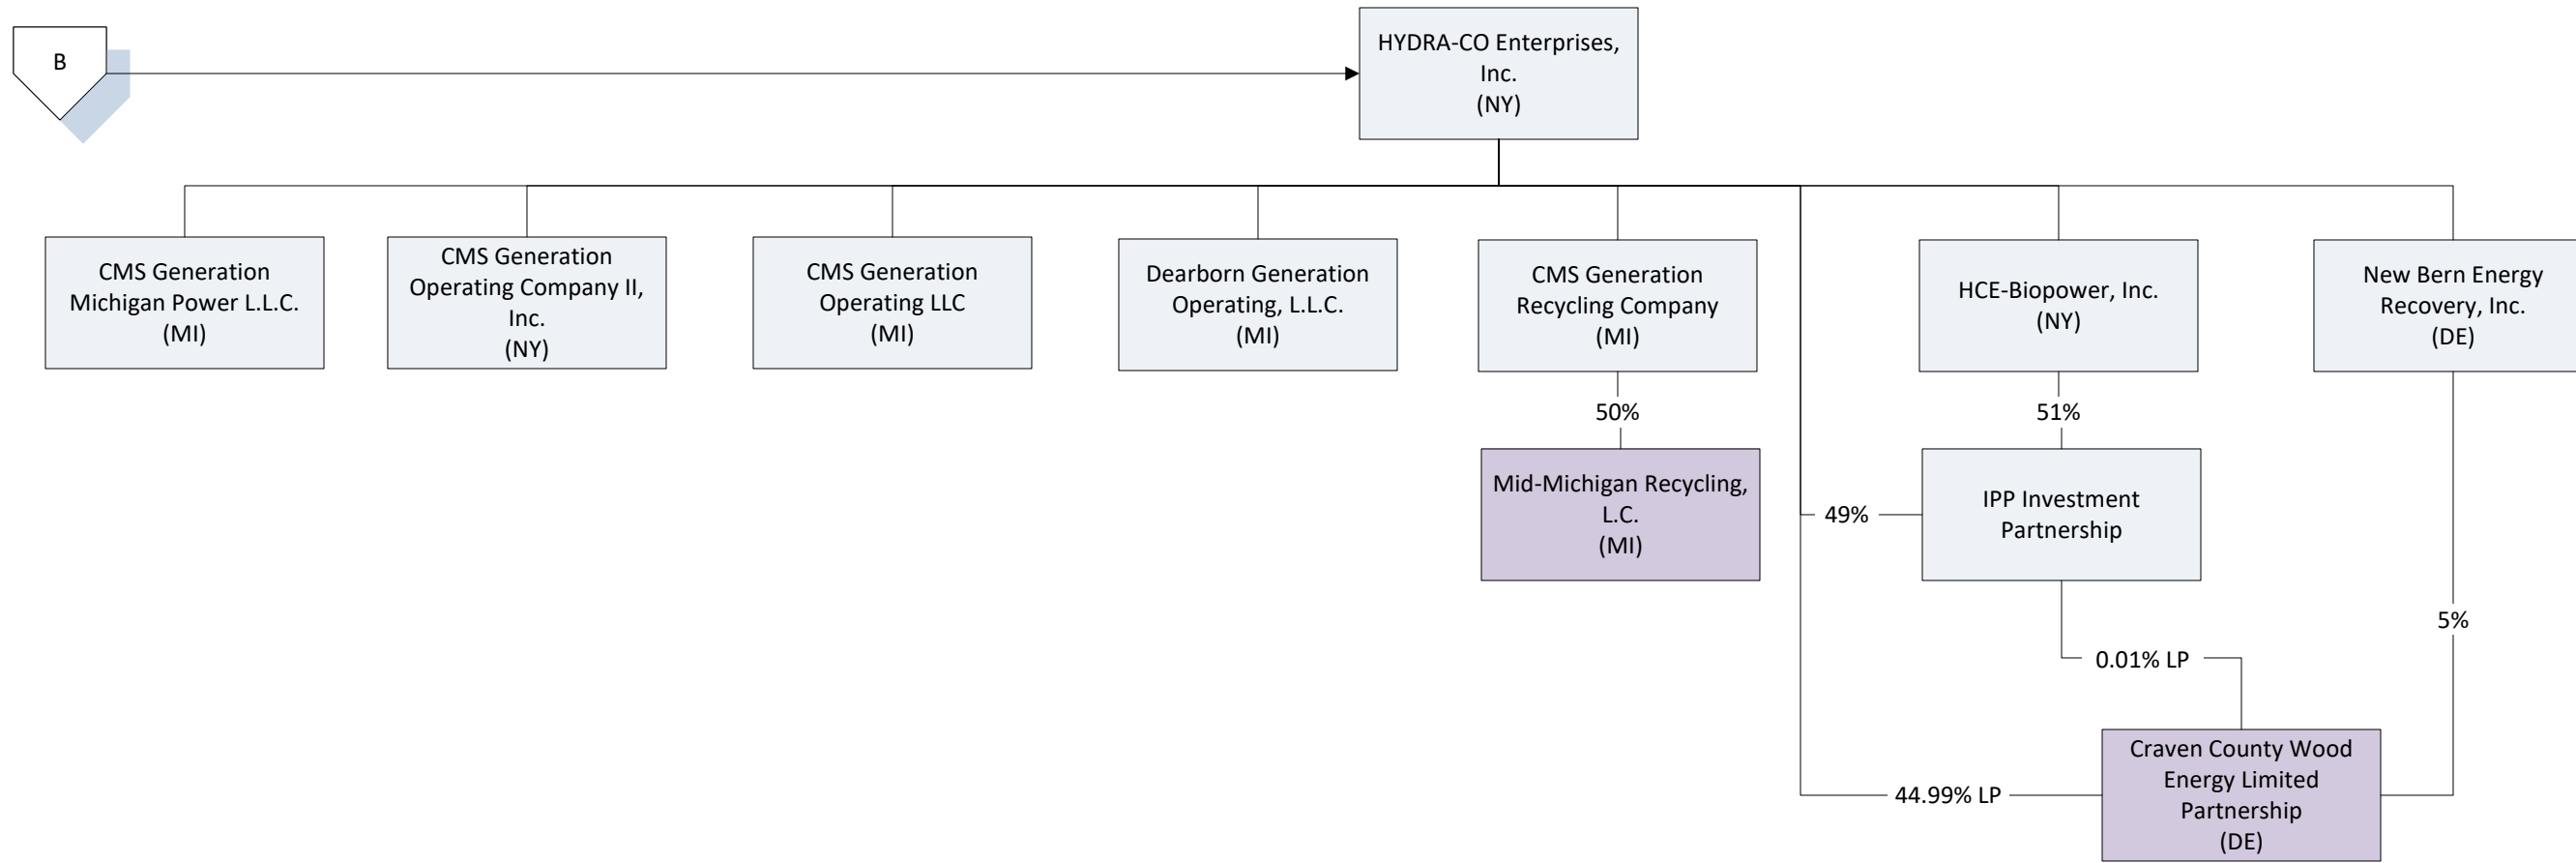 B
HYDRA-CO Enterprises,
Inc.
(NY)
CMS Generation
Michigan Power L.L.C.
(MI)
CMS Generation
Operating Company II,
Inc.
(NY)
CMS Generation
Operating LLC
(MI)
Dearborn Generation
Operating, L.L.C.
(MI)
CMS Generation
Recycling Company
(MI)
HCE-Biopower, Inc.
(NY)
New Bern Energy
Recovery, Inc.
(DE)
50%
51%
Mid-Michigan Recycling,
L.C.
(MI)
49%
IPP Investment
Partnership
5%
0.01% LP
44.99% LP
Craven County Wood
Energy Limited
Partnership
(DE)